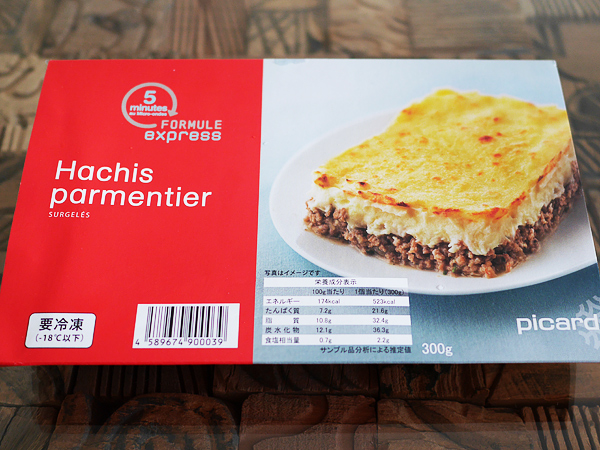 5
minutes
FORMULE
express
Hachis
parmentier
SURGELÉS
要冷凍
(-18℃以下)
4 589674 900039
写真はイメージです
栄養成分表示
100g当たり 1個当たり(300g)
エネルギー 174kcal 523kcal
たんぱく質 7.2g 21.6g
脂質 10.8g 32.4g
炭水化物 12.1g 36.3g
食塩相当量 0.7g 2.2g
サンプル品分析による推定値
300g
picard